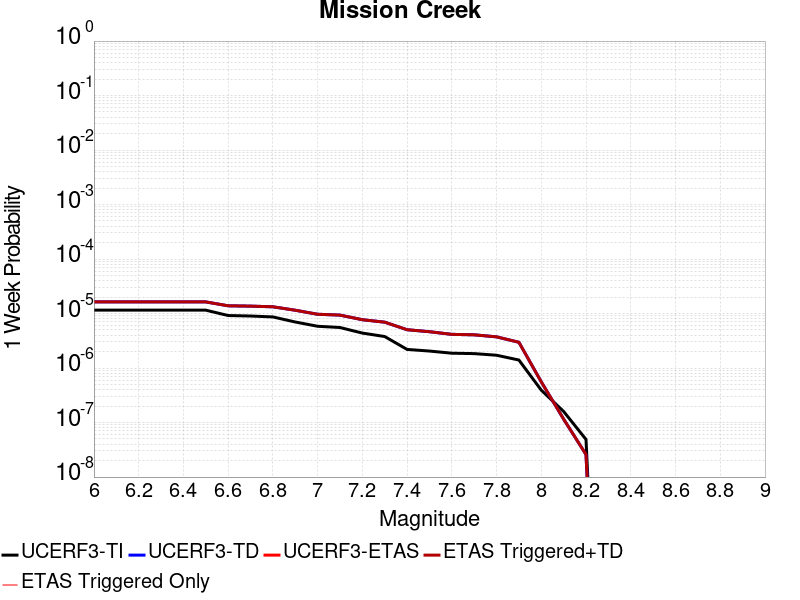 Mission Creek
10^0
10^-1
10^-2
10^-3
10^-4
10^-5
10^-6
10^-7
10^-8
1 Week Probability
6 6.2 6.4 6.6 6.8 7 7.2 7.4 7.6 7.8 8 8.2 8.4 8.6 8.8 9
Magnitude
UCERF3-TI UCERF3-TD UCERF3-ETAS ETAS Triggered+TD
ETAS Triggered Only